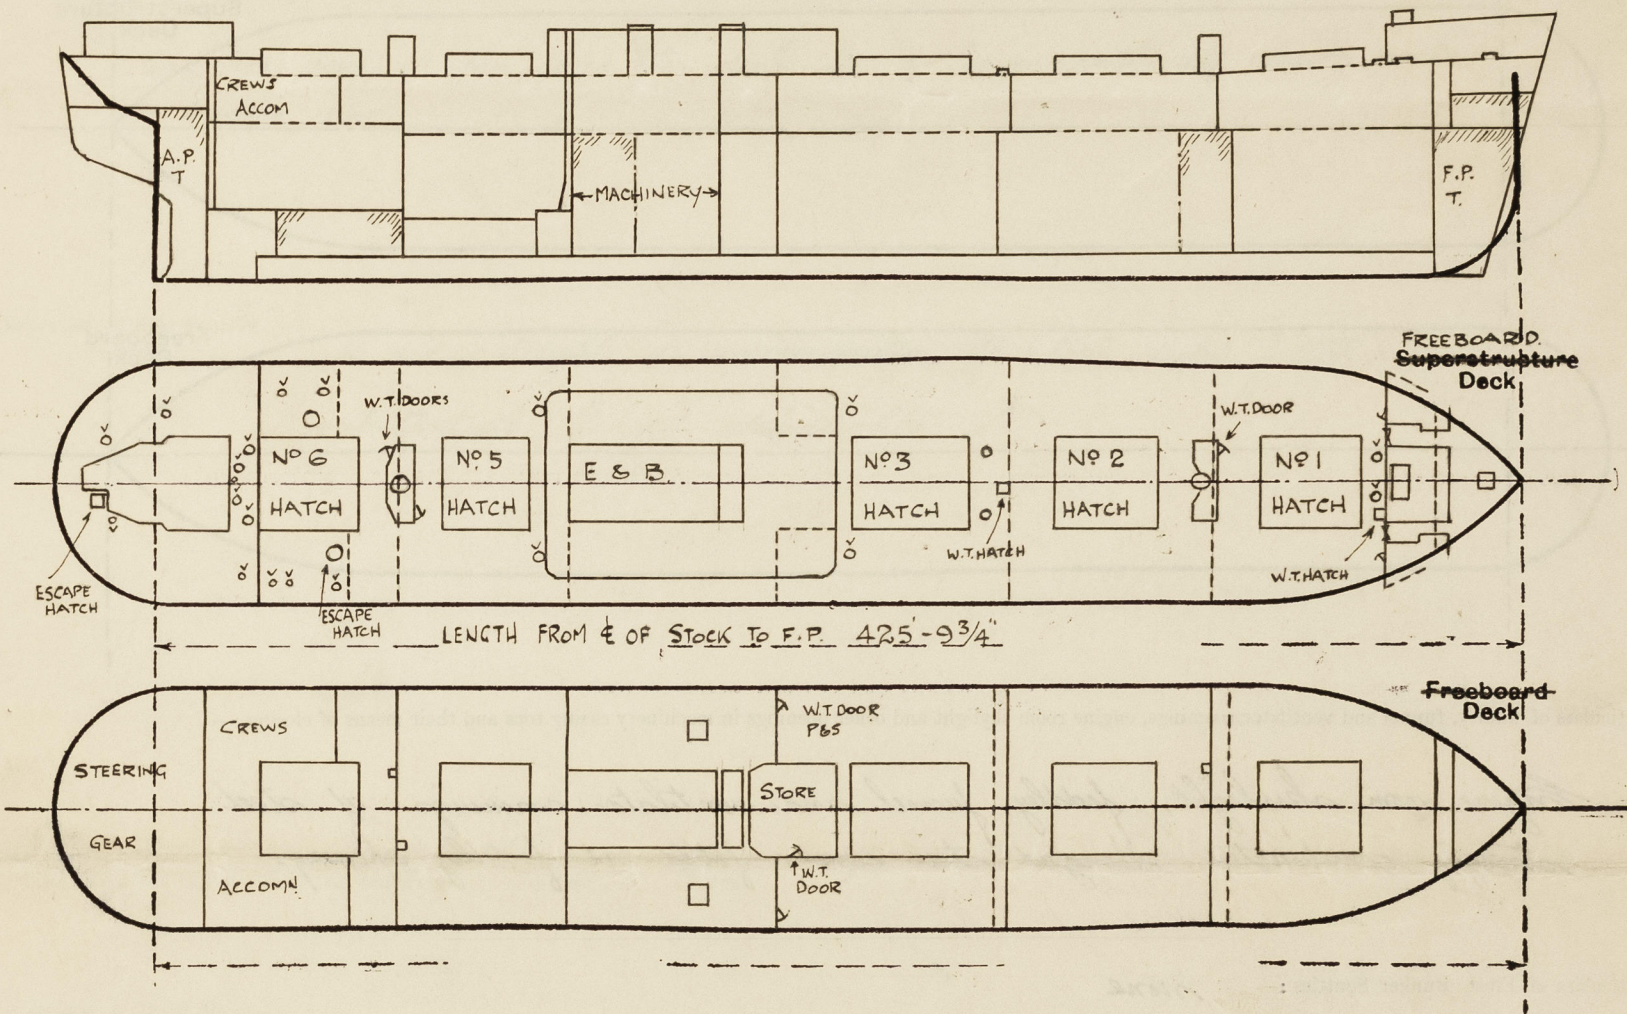 CREWS
ACCOM
A.P.
T
MACHINERY
F.P.
T.
FREEBOARD.
Superstructure
Deck
W.T. DOORS
W.T. DOOR
No 6
HATCH
No 5
HATCH
E & B.
No 3
HATCH
No 2
HATCH
No 1
HATCH
W.T. HATCH
W.T. HATCH
ESCAPE
HATCH
ESCAPE
HATCH
LENGTH FROM ℄ OF STOCK TO F.P. 425'-9¾"
Freeboard
Deck
CREWS
W.T. DOOR
P&S
STEERING
STORE
GEAR
ACCOMN
W.T.
DOOR